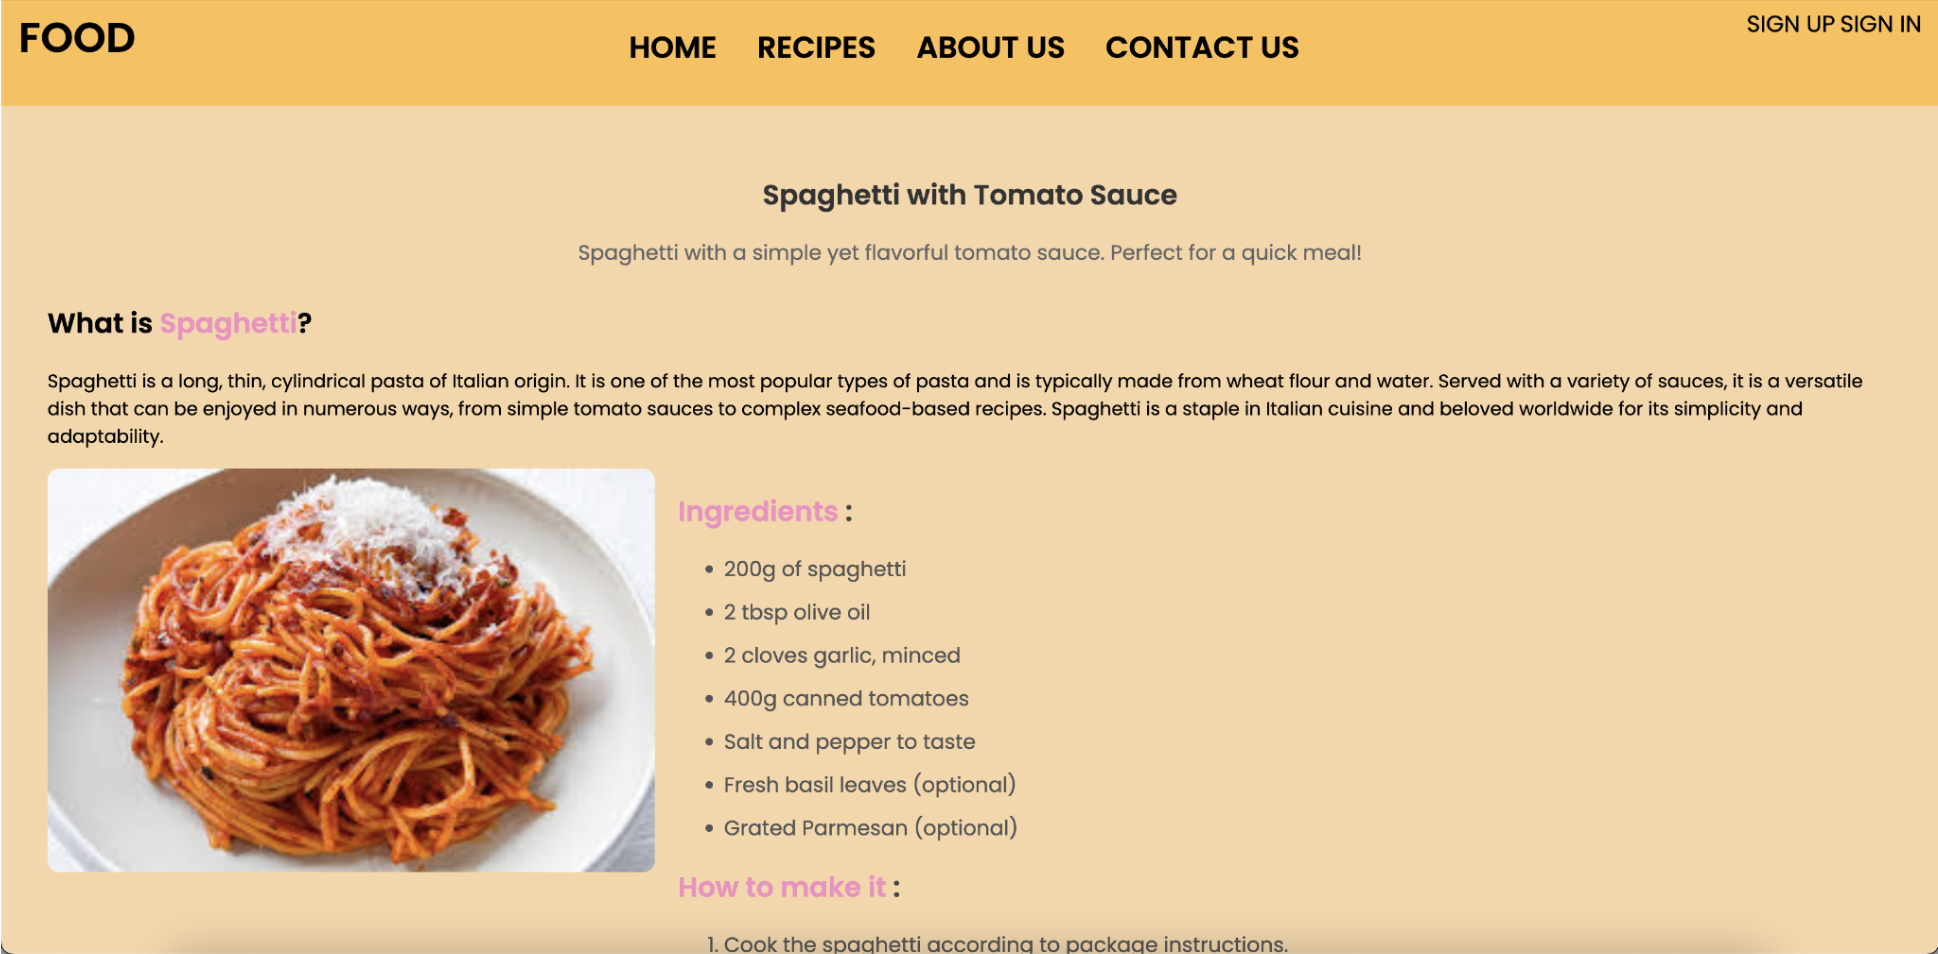 FOOD
HOME RECIPES ABOUT US CONTACT US
SIGN UP SIGN IN
Spaghetti with Tomato Sauce
Spaghetti with a simple yet flavorful tomato sauce. Perfect for a quick meal!
What is Spaghetti?
Spaghetti is a long, thin, cylindrical pasta of Italian origin. It is one of the most popular types of pasta and is typically made from wheat flour and water. Served with a variety of sauces, it is a versatile
dish that can be enjoyed in numerous ways, from simple tomato sauces to complex seafood-based recipes. Spaghetti is a staple in Italian cuisine and beloved worldwide for its simplicity and
adaptability.
Ingredients :
• 200g of spaghetti
• 2 tbsp olive oil
• 2 cloves garlic, minced
• 400g canned tomatoes
• Salt and pepper to taste
• Fresh basil leaves (optional)
• Grated Parmesan (optional)
How to make it :
1. Cook the spaghetti according to package instructions.